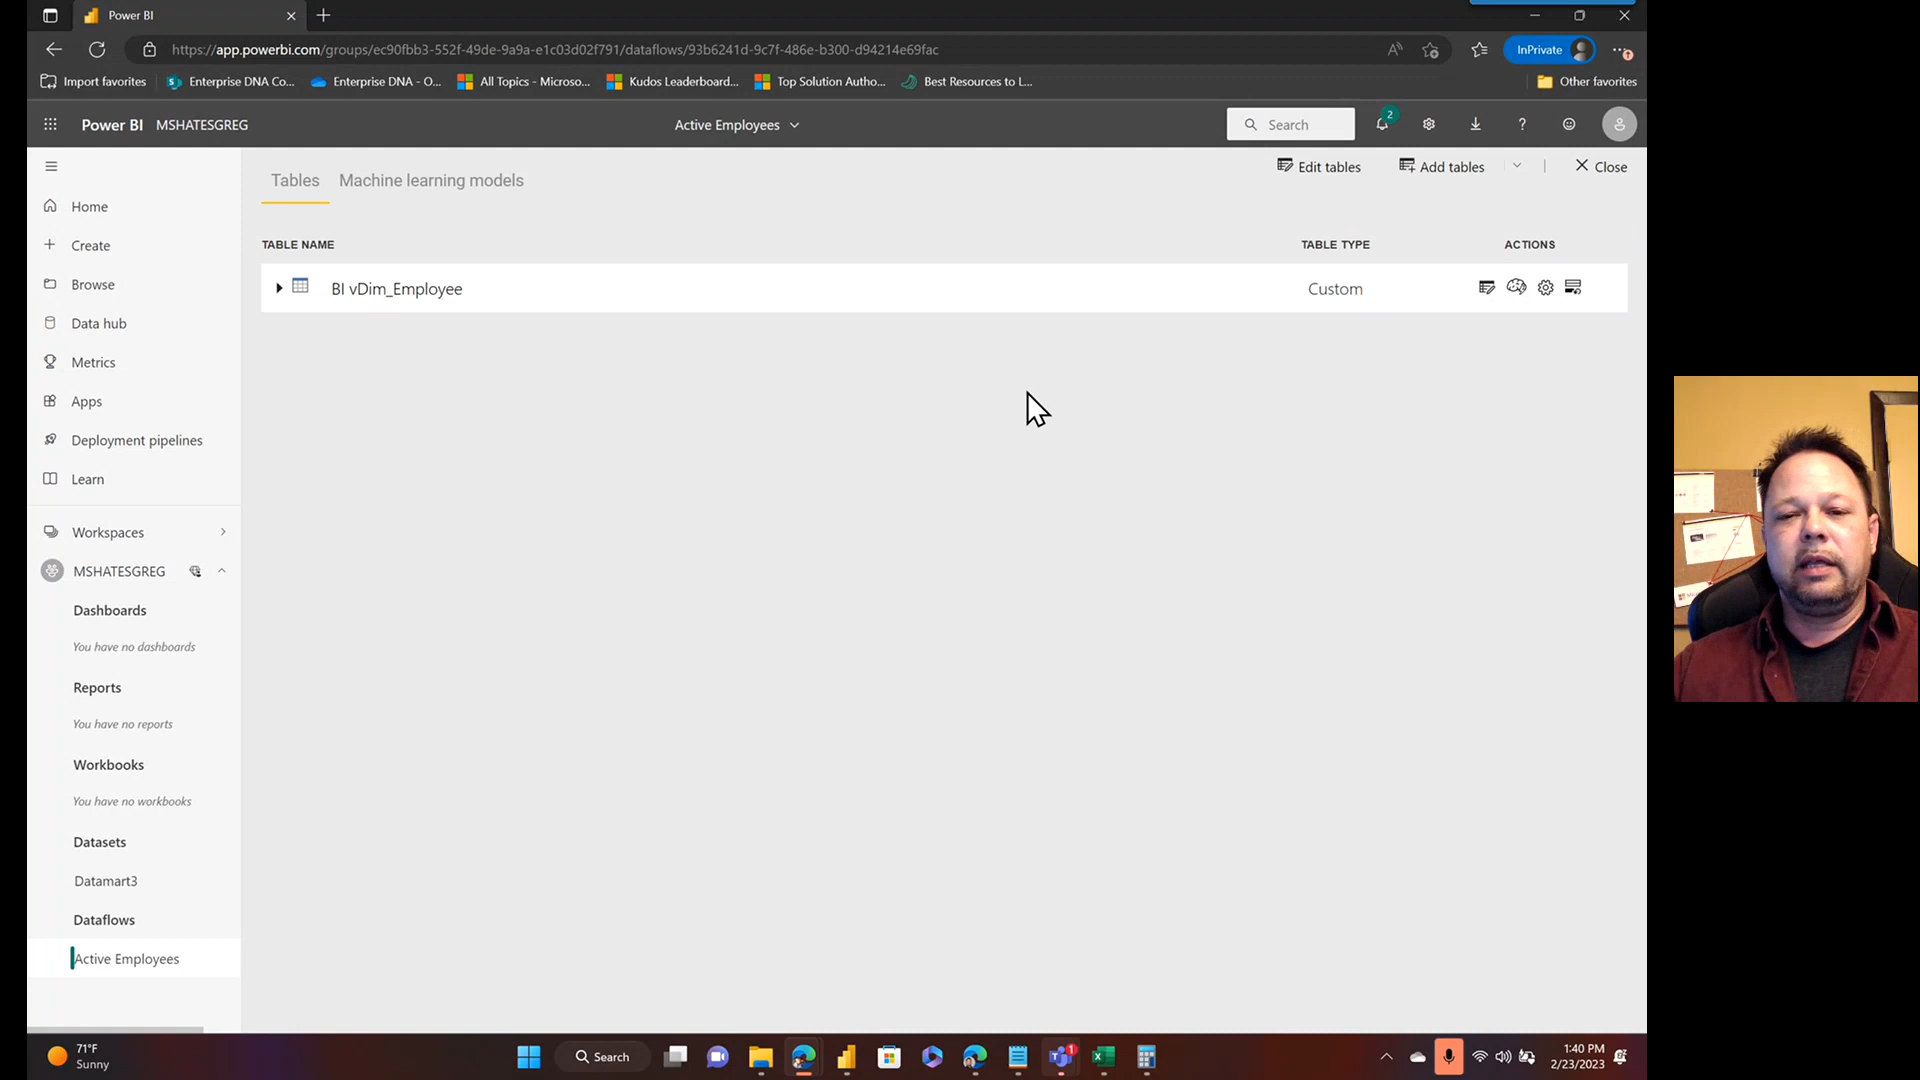 Power BI
https://app.powerbi.com/groups/ec90fbb3-552f-49de-9a9a-e1c03d02f791/dataflows/93b6241d-9c7f-486e-b300-d94214e69fac
InPrivate
Import favorites
Enterprise DNA Co...
Enterprise DNA - O...
All Topics - Microso...
Kudos Leaderboard...
Top Solution Autho...
Best Resources to L...
Other favorites
Power BI MSHATESGREG
Active Employees
Search
2
Edit tables
Add tables
Close
Tables
Machine learning models
TABLE NAME
TABLE TYPE
ACTIONS
BI vDim_Employee
Custom
Home
Create
Browse
Data hub
Metrics
Apps
Deployment pipelines
Learn
Workspaces
MSHATESGREG
Dashboards
You have no dashboards
Reports
You have no reports
Workbooks
You have no workbooks
Datasets
Datamart3
Dataflows
Active Employees
71°F
Sunny
Search
1
1:40 PM
2/23/2023